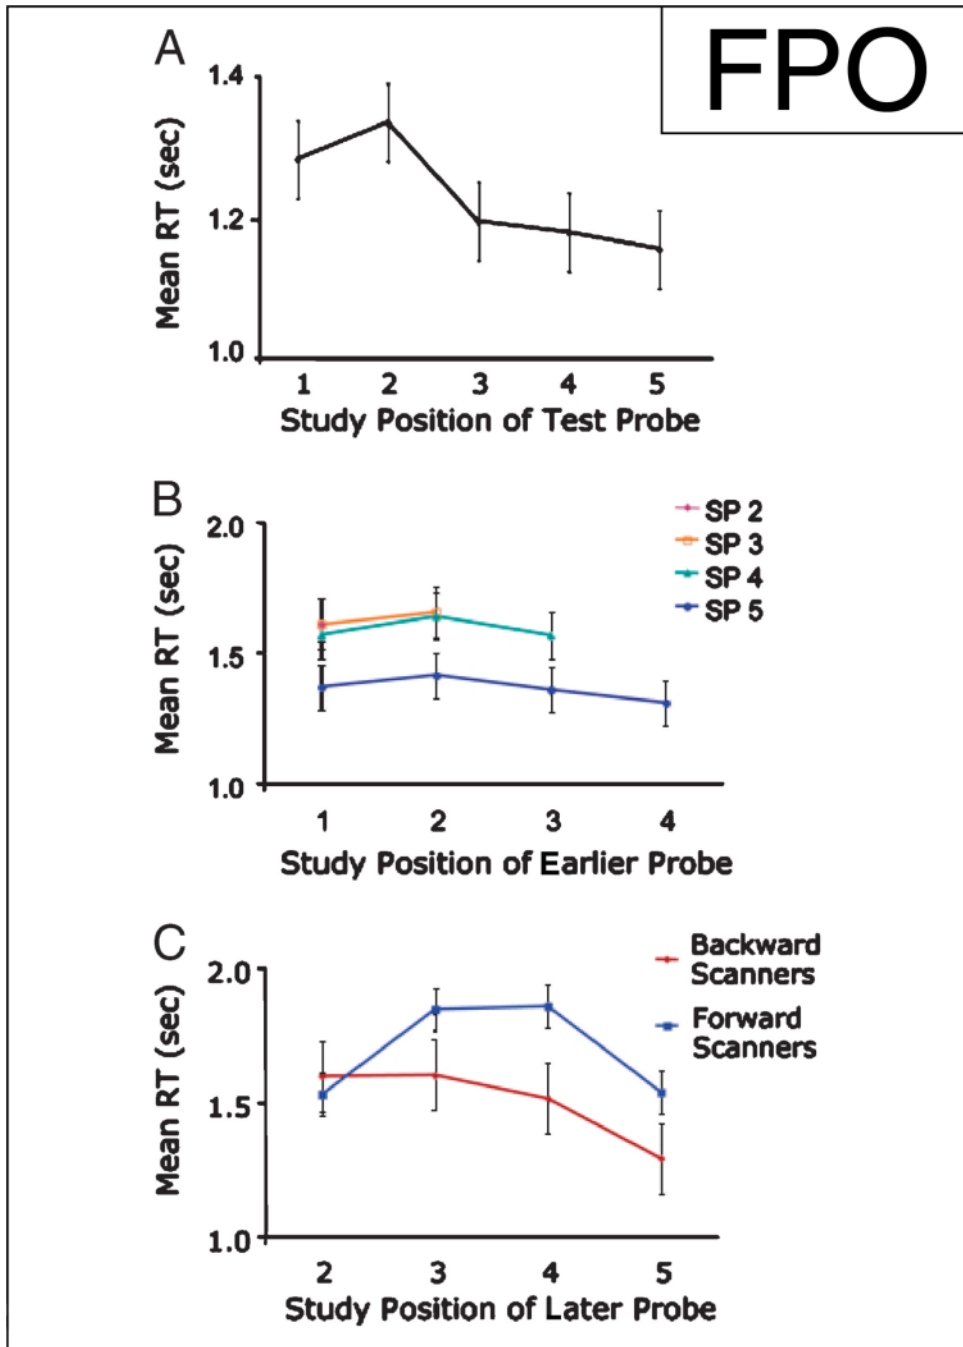 FPO
A
1.4
1.2
1.0
Mean RT (sec)
1 2 3 4 5
Study Position of Test Probe
B
2.0
1.5
1.0
Mean RT (sec)
SP 2
SP 3
SP 4
SP 5
1 2 3 4
Study Position of Earlier Probe
C
2.0
1.5
1.0
Mean RT (sec)
Backward
Scanners
Forward
Scanners
2 3 4 5
Study Position of Later Probe